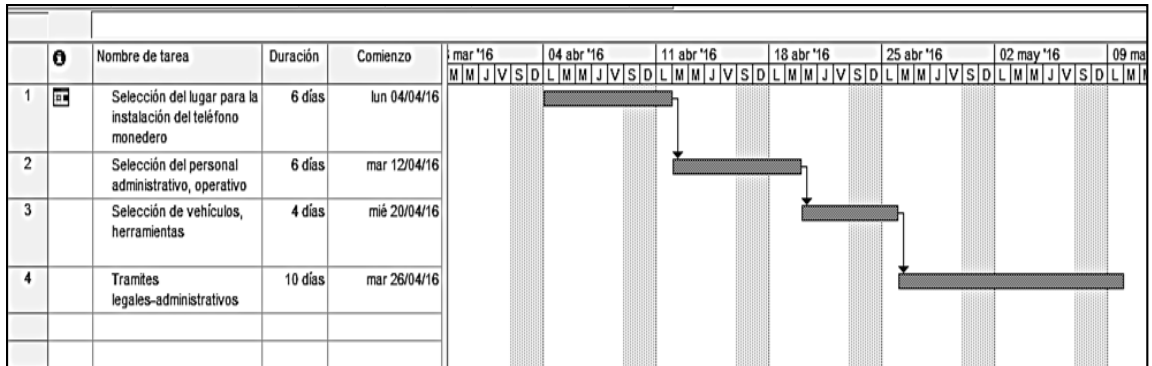 Nombre de tarea Duración Comienzo mar '16 04 abr '16 11 abr '16 18 abr '16 25 abr '16 02 may '16 09 ma
M M J V S D L M M J V S D L M M J V S D L M M J V S D L M M J V S D L M M J V S D L M
1 Selección del lugar para la 6 días lun 04/04/16
instalación del teléfono
monedero
2 Selección del personal 6 días mar 12/04/16
administrativo, operativo
3 Selección de vehículos, 4 días mié 20/04/16
herramientas
4 Tramites 10 días mar 26/04/16
legales-administrativos